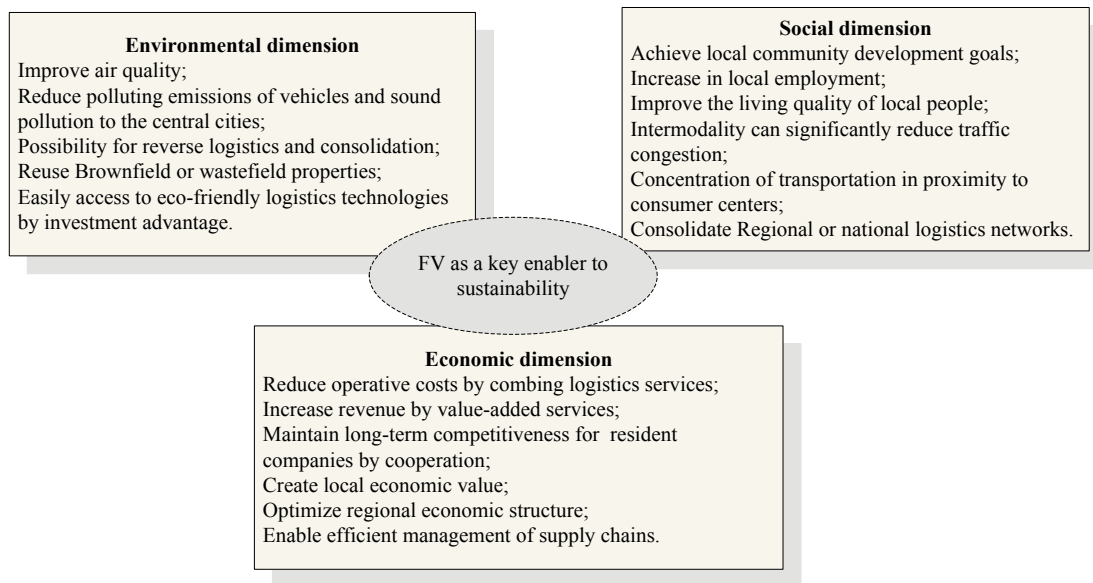 Environmental dimension
Improve air quality;
Reduce polluting emissions of vehicles and sound
pollution to the central cities;
Possibility for reverse logistics and consolidation;
Reuse Brownfield or wastefield properties;
Easily access to eco-friendly logistics technologies
by investment advantage.
Social dimension
Achieve local community development goals;
Increase in local employment;
Improve the living quality of local people;
Intermodality can significantly reduce traffic
congestion;
Concentration of transportation in proximity to
consumer centers;
Consolidate Regional or national logistics networks.
FV as a key enabler to
sustainability
Economic dimension
Reduce operative costs by combing logistics services;
Increase revenue by value-added services;
Maintain long-term competitiveness for resident
companies by cooperation;
Create local economic value;
Optimize regional economic structure;
Enable efficient management of supply chains.